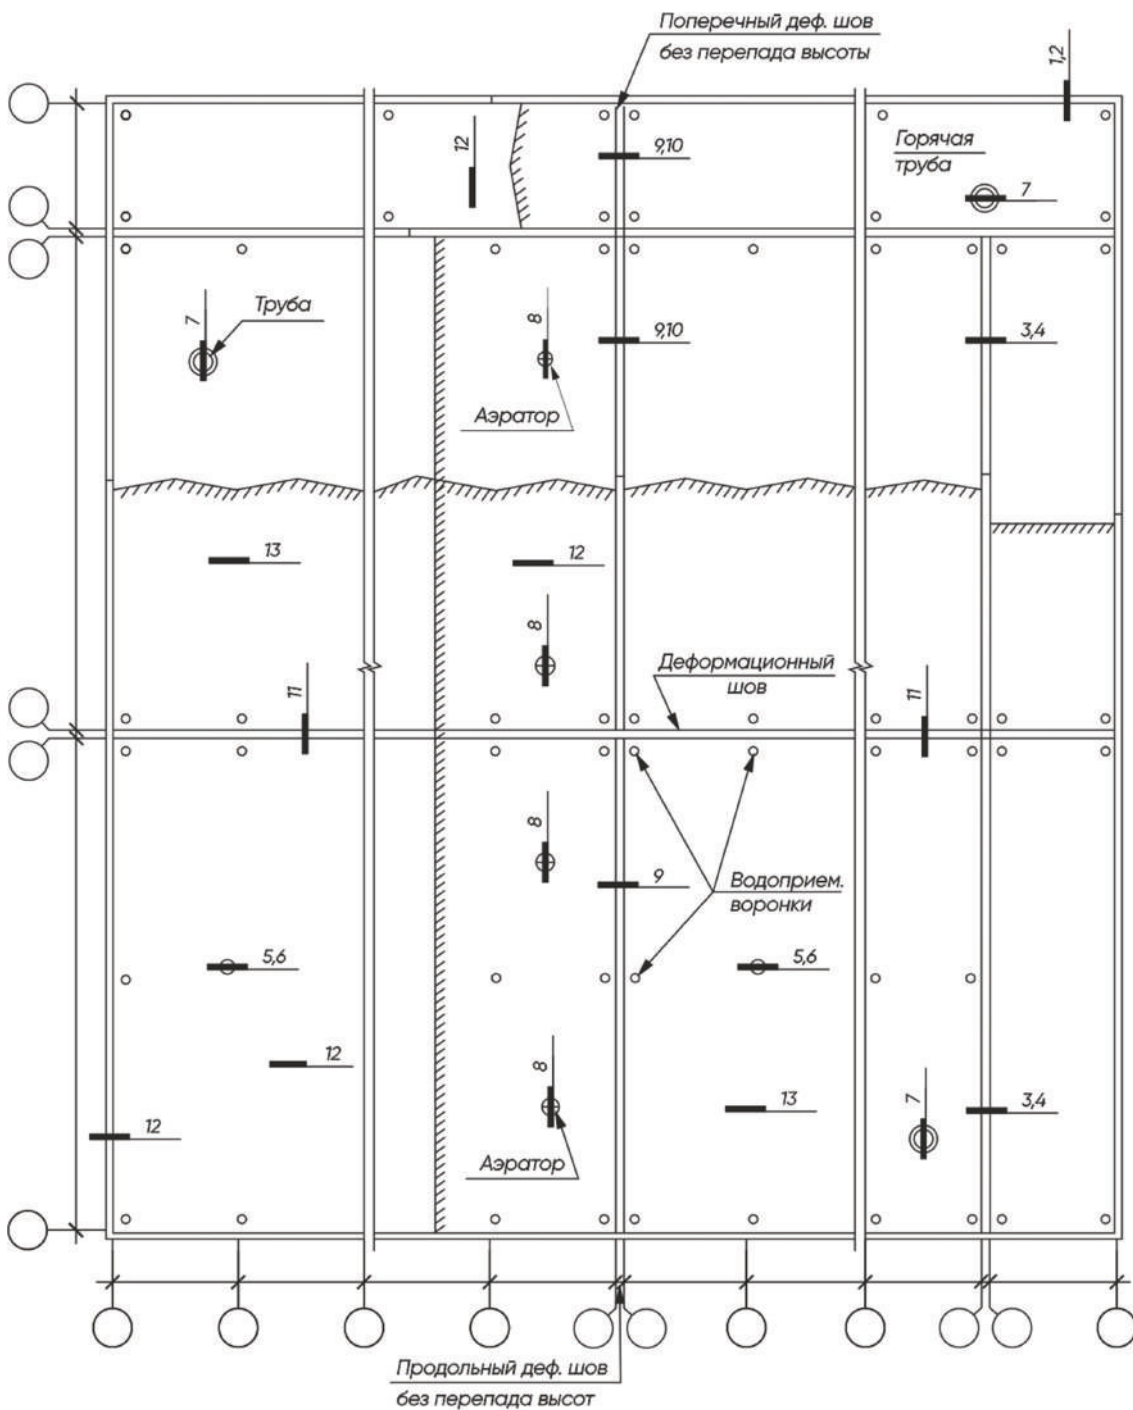 Поперечный деф. шов
без перепада высоты
1,2
12
9,10
Горячая
труба
7
7
Труба
8
9,10
3,4
Аэратор
13
12
8
11
Деформационный
шов
11
8
9
Водоприем.
воронки
5,6
5,6
12
8
13
7
3,4
12
Аэратор
Продольный деф. шов
без перепада высот